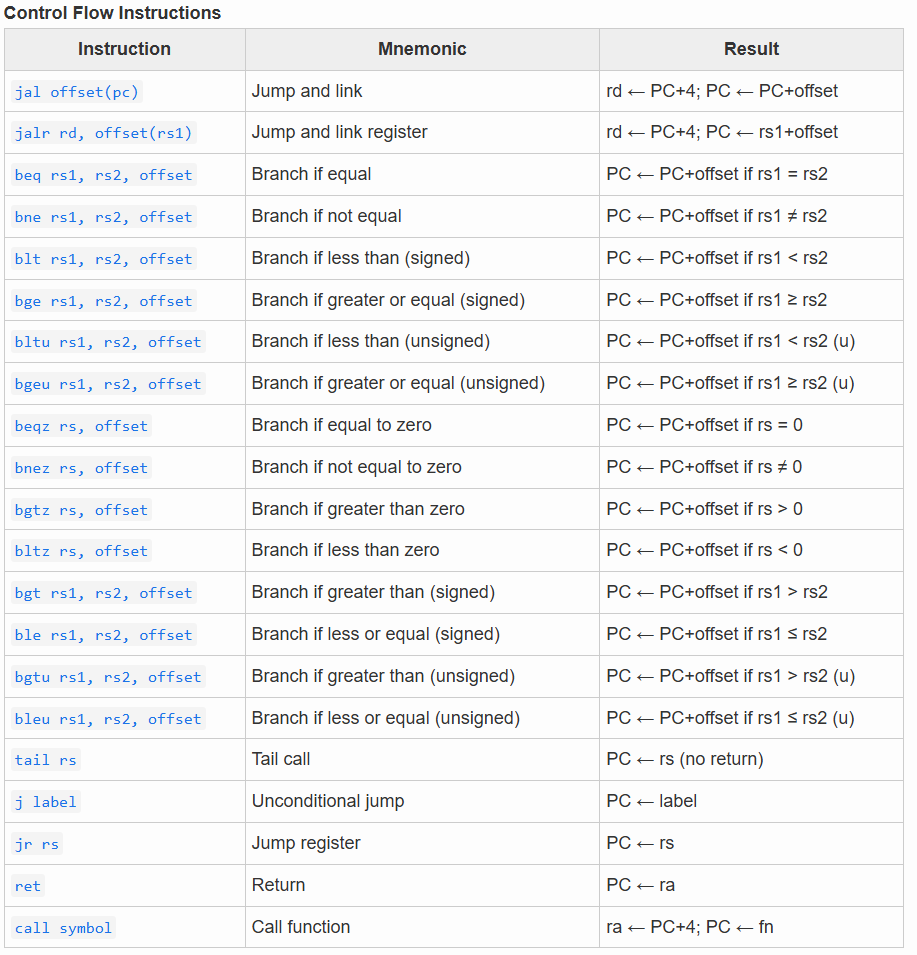 Control Flow Instructions
Instruction Mnemonic Result
jal offset(pc) Jump and link rd ← PC+4; PC ← PC+offset
jalr rd, offset(rs1) Jump and link register rd ← PC+4; PC ← rs1+offset
beq rs1, rs2, offset Branch if equal PC ← PC+offset if rs1 = rs2
bne rs1, rs2, offset Branch if not equal PC ← PC+offset if rs1 ≠ rs2
blt rs1, rs2, offset Branch if less than (signed) PC ← PC+offset if rs1 < rs2
bge rs1, rs2, offset Branch if greater or equal (signed) PC ← PC+offset if rs1 ≥ rs2
bltu rs1, rs2, offset Branch if less than (unsigned) PC ← PC+offset if rs1 < rs2 (u)
bgeu rs1, rs2, offset Branch if greater or equal (unsigned) PC ← PC+offset if rs1 ≥ rs2 (u)
beqz rs, offset Branch if equal to zero PC ← PC+offset if rs = 0
bnez rs, offset Branch if not equal to zero PC ← PC+offset if rs ≠ 0
bgtz rs, offset Branch if greater than zero PC ← PC+offset if rs > 0
bltz rs, offset Branch if less than zero PC ← PC+offset if rs < 0
bgt rs1, rs2, offset Branch if greater than (signed) PC ← PC+offset if rs1 > rs2
ble rs1, rs2, offset Branch if less or equal (signed) PC ← PC+offset if rs1 ≤ rs2
bgtu rs1, rs2, offset Branch if greater than (unsigned) PC ← PC+offset if rs1 > rs2 (u)
bleu rs1, rs2, offset Branch if less or equal (unsigned) PC ← PC+offset if rs1 ≤ rs2 (u)
tail rs Tail call PC ← rs (no return)
j label Unconditional jump PC ← label
jr rs Jump register PC ← rs
ret Return PC ← ra
call symbol Call function ra ← PC+4; PC ← fn